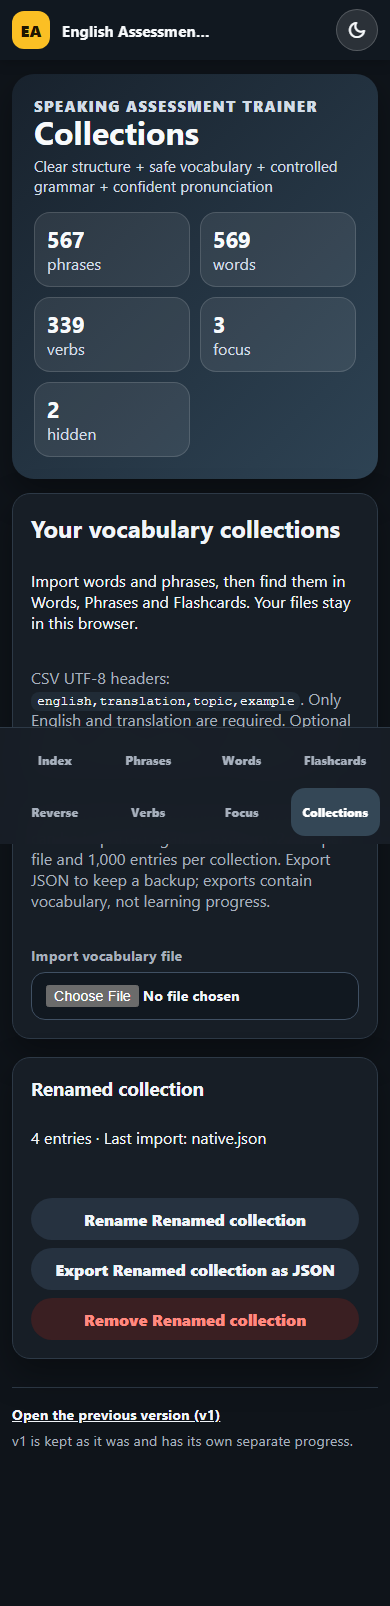 EA English Assessmen...
SPEAKING ASSESSMENT TRAINER
Collections
Clear structure + safe vocabulary + controlled
grammar + confident pronunciation
567
phrases
569
words
339
verbs
3
focus
2
hidden
Your vocabulary collections
Import words and phrases, then find them in
Words, Phrases and Flashcards. Your files stay
in this browser.
CSV UTF-8 headers:
english,translation,topic,example. Only
English and translation are required. Optional
Index Phrases Words Flashcards
Reverse Verbs Focus Collections
file and 1,000 entries per collection. Export
JSON to keep a backup; exports contain
vocabulary, not learning progress.
Import vocabulary file
Choose File No file chosen
Renamed collection
4 entries · Last import: native.json
Rename Renamed collection
Export Renamed collection as JSON
Remove Renamed collection
Open the previous version (v1)
v1 is kept as it was and has its own separate progress.